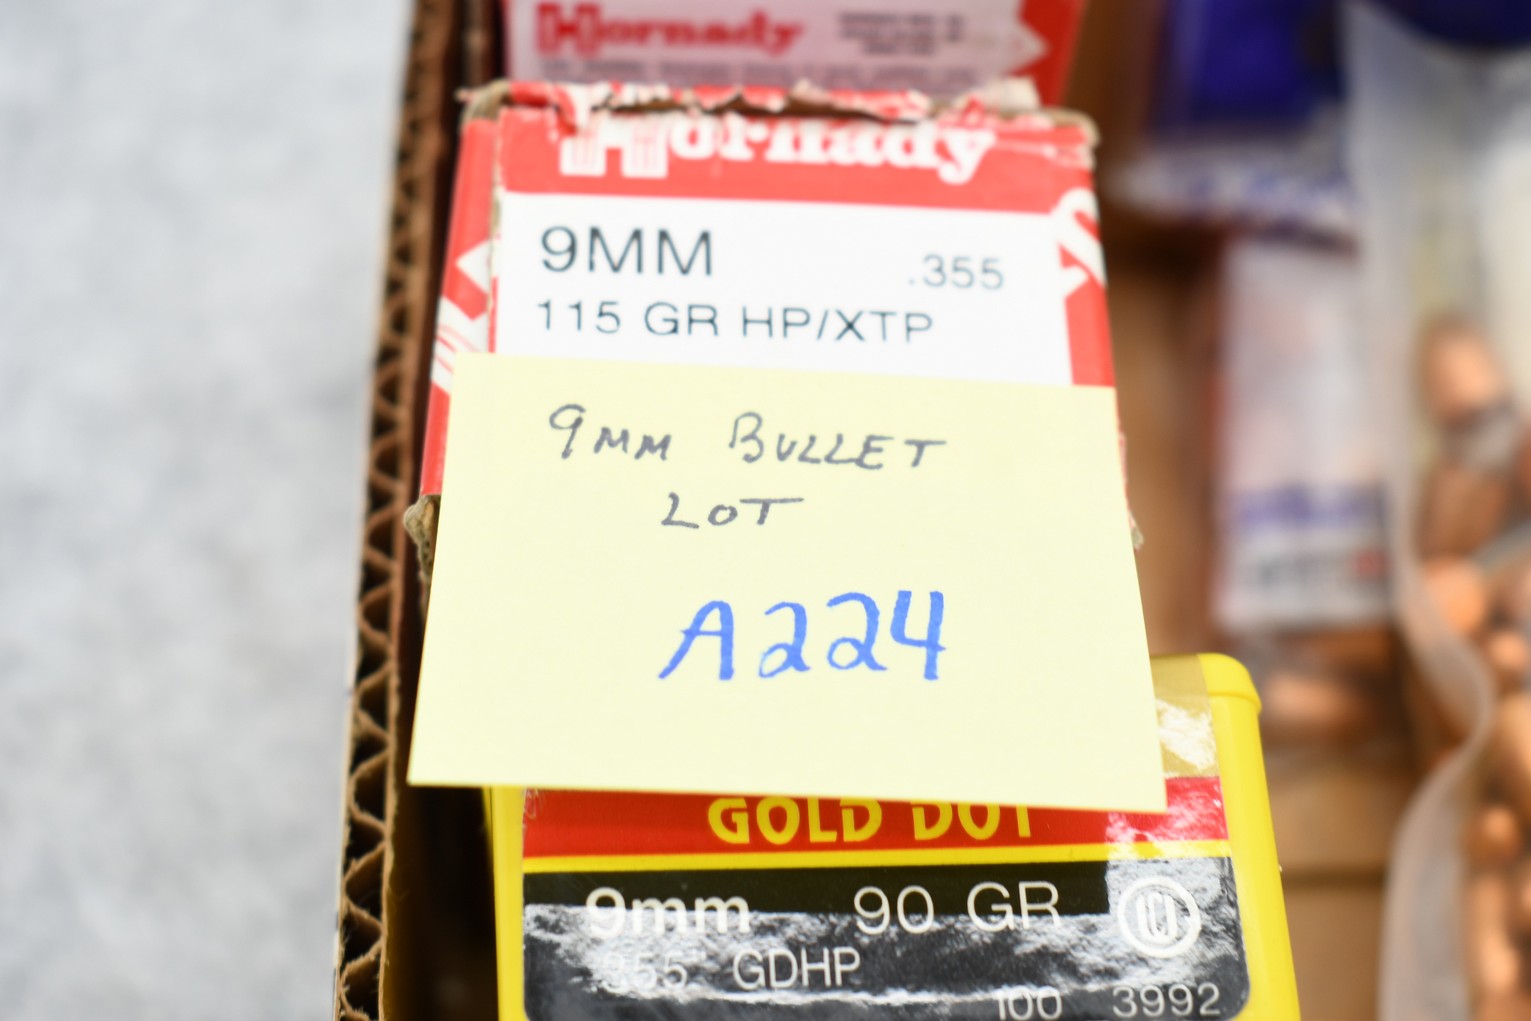 Hornady
Hornady
9MM .355
115 GR HP/XTP
9MM BULLET
LOT
A224
GOLD DOT
9mm 90 GR
355 GDHP
100 3992